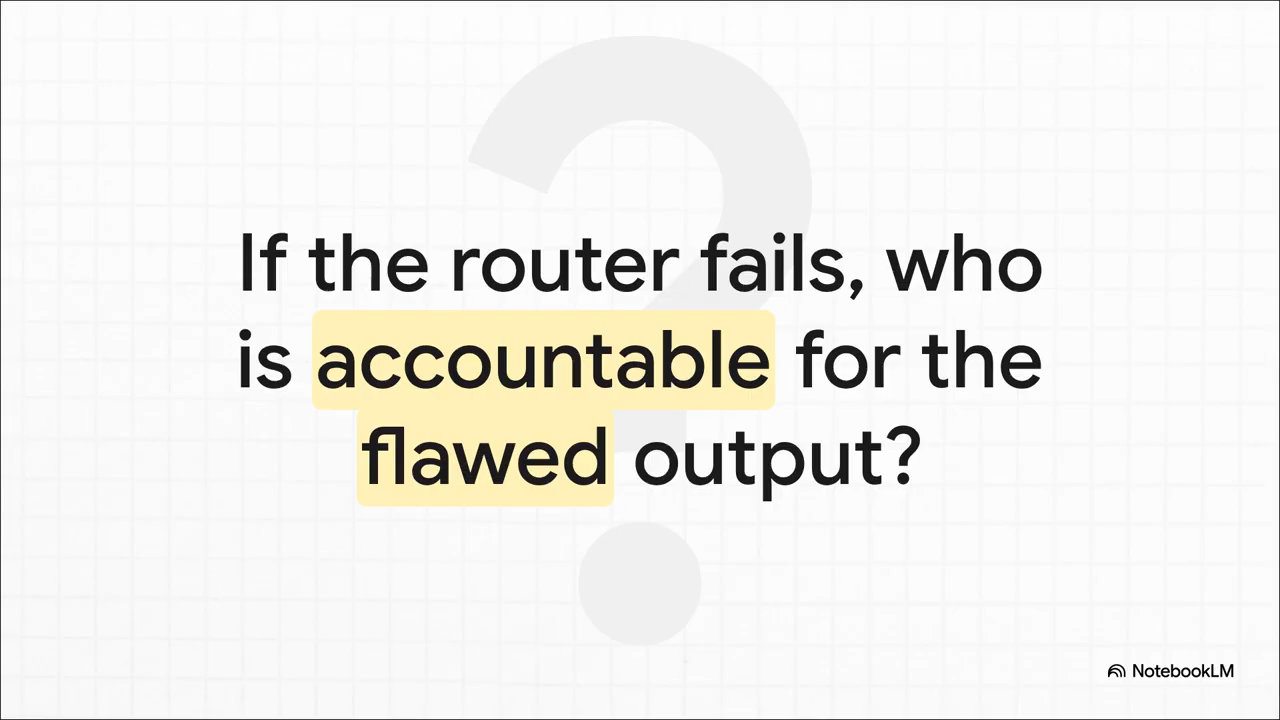 If the router fails, who
is accountable for the
flawed output?
NotebookLM